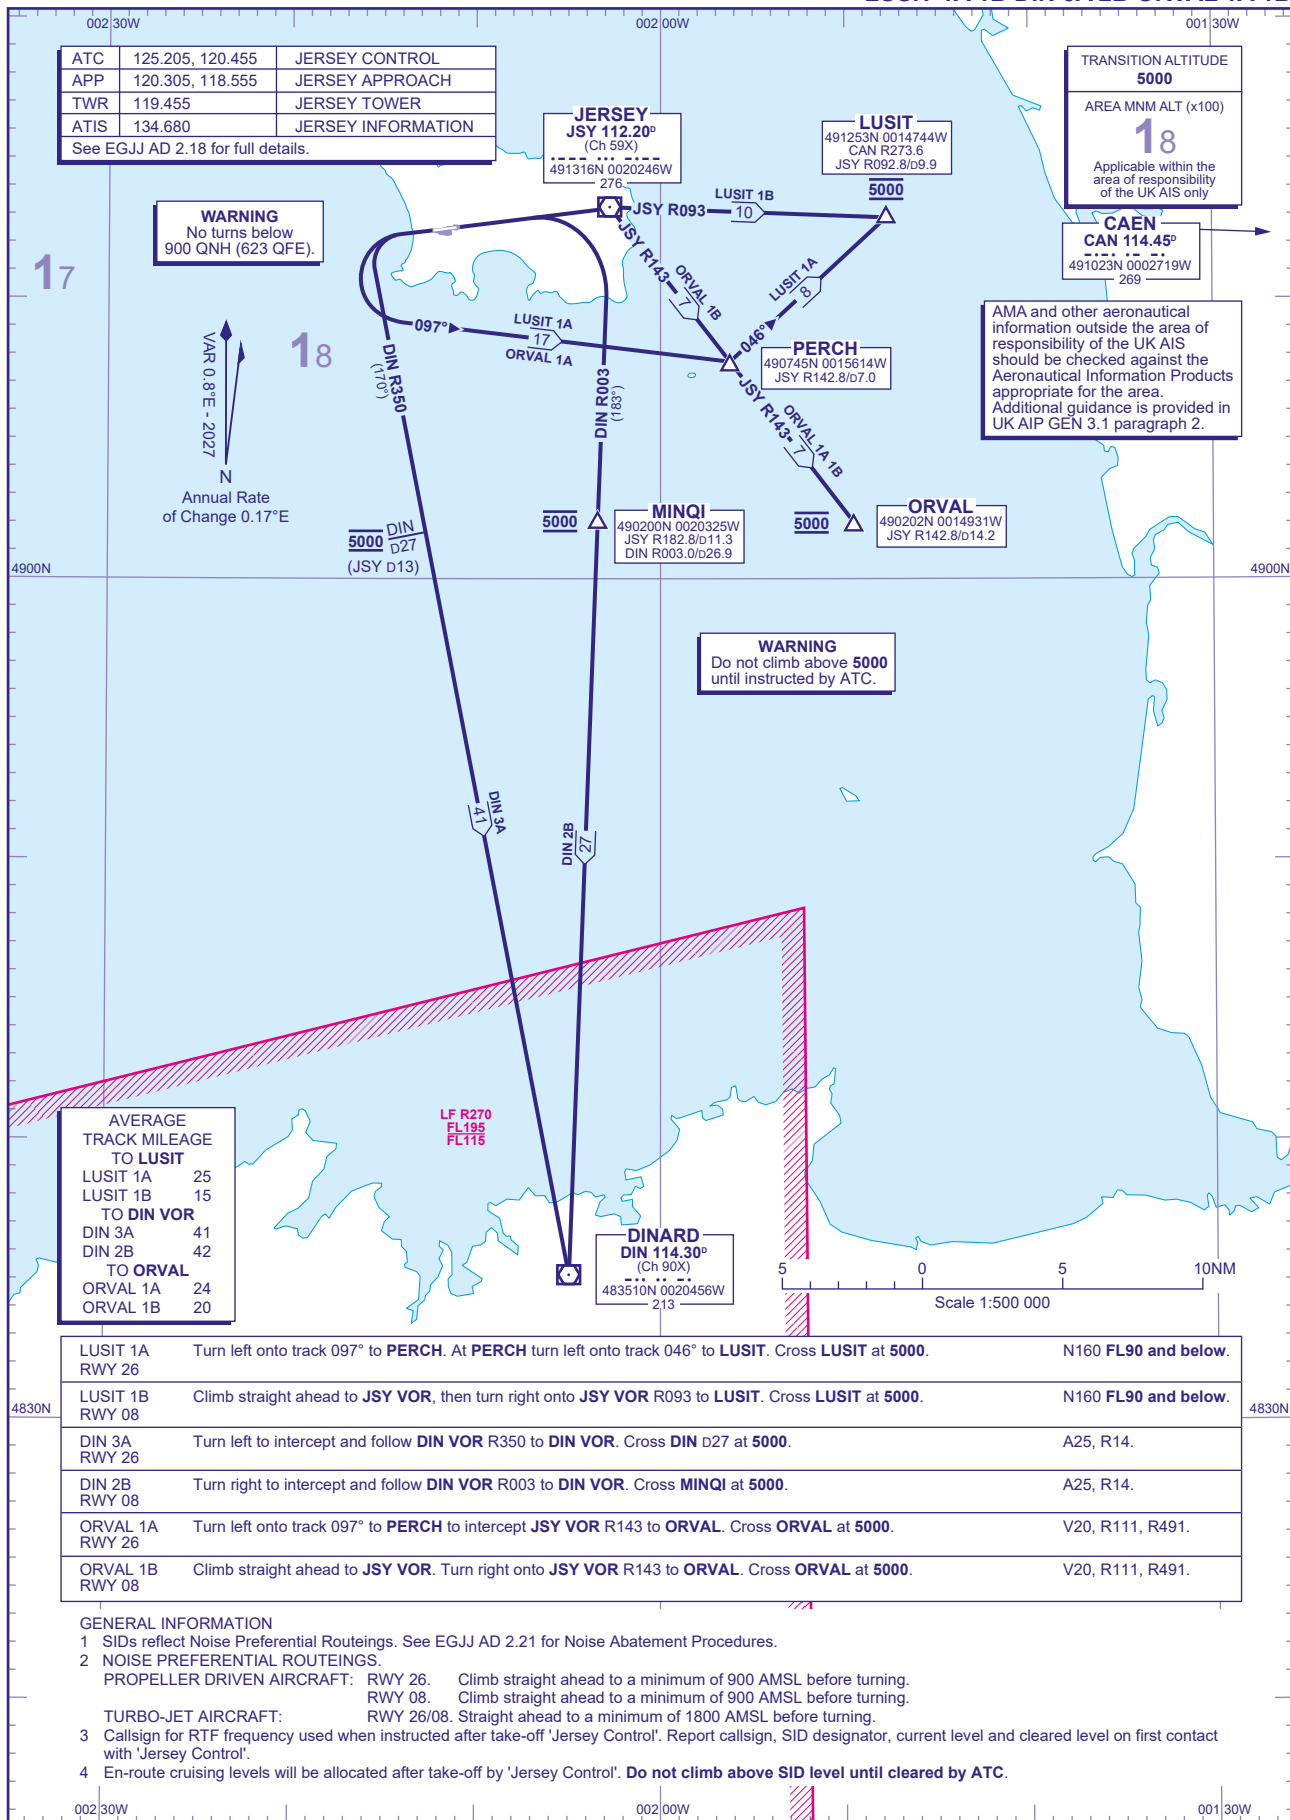 002 30W
002 00W
001 30W
ATC 125.205, 120.455 JERSEY CONTROL
APP 120.305, 118.555 JERSEY APPROACH
TWR 119.455 JERSEY TOWER
ATIS 134.680 JERSEY INFORMATION
See EGJJ AD 2.18 for full details.
JERSEY
JSY 112.20ᴰ
(Ch 59X)
491316N 0020246W
276
LUSIT
491253N 0014744W
CAN R273.6
JSY R092.8/D9.9
5000
TRANSITION ALTITUDE
5000
AREA MNM ALT (x100)
18
Applicable within the
area of responsibility
of the UK AIS only
WARNING
No turns below
900 QNH (623 QFE).
CAEN
CAN 114.45ᴰ
491023N 0002719W
269
17
18
JSY R093
LUSIT 1B
10
JSY R143
ORVAL 1B
7
LUSIT 1A
8
046°
097°
LUSIT 1A
17
ORVAL 1A
AMA and other aeronautical
information outside the area of
responsibility of the UK AIS
should be checked against the
Aeronautical Information Products
appropriate for the area.
Additional guidance is provided in
UK AIP GEN 3.1 paragraph 2.
PERCH
490745N 0015614W
JSY R142.8/D7.0
VAR 0.8°E - 2027
N
Annual Rate
of Change 0.17°E
DIN R350
(170°)
DIN R003
(183°)
JSY R143
ORVAL 1A 1B
7
5000
DIN
D27
(JSY D13)
5000
MINQI
490200N 0020325W
JSY R182.8/D11.3
DIN R003.0/D26.9
5000
ORVAL
490202N 0014931W
JSY R142.8/D14.2
4900N
4900N
WARNING
Do not climb above 5000
until instructed by ATC.
DIN 3A
41
DIN 2B
27
LF R270
FL195
FL115
AVERAGE
TRACK MILEAGE
TO LUSIT
LUSIT 1A 25
LUSIT 1B 15
TO DIN VOR
DIN 3A 41
DIN 2B 42
TO ORVAL
ORVAL 1A 24
ORVAL 1B 20
DINARD
DIN 114.30ᴰ
(Ch 90X)
483510N 0020456W
213
5 0 5 10NM
Scale 1:500 000
LUSIT 1A Turn left onto track 097° to PERCH. At PERCH turn left onto track 046° to LUSIT. Cross LUSIT at 5000. N160 FL90 and below.
RWY 26
LUSIT 1B Climb straight ahead to JSY VOR, then turn right onto JSY VOR R093 to LUSIT. Cross LUSIT at 5000. N160 FL90 and below.
RWY 08
4830N
4830N
DIN 3A Turn left to intercept and follow DIN VOR R350 to DIN VOR. Cross DIN D27 at 5000. A25, R14.
RWY 26
DIN 2B Turn right to intercept and follow DIN VOR R003 to DIN VOR. Cross MINQI at 5000. A25, R14.
RWY 08
ORVAL 1A Turn left onto track 097° to PERCH to intercept JSY VOR R143 to ORVAL. Cross ORVAL at 5000. V20, R111, R491.
RWY 26
ORVAL 1B Climb straight ahead to JSY VOR. Turn right onto JSY VOR R143 to ORVAL. Cross ORVAL at 5000. V20, R111, R491.
RWY 08
GENERAL INFORMATION
1 SIDs reflect Noise Preferential Routeings. See EGJJ AD 2.21 for Noise Abatement Procedures.
2 NOISE PREFERENTIAL ROUTEINGS.
PROPELLER DRIVEN AIRCRAFT: RWY 26. Climb straight ahead to a minimum of 900 AMSL before turning.
RWY 08. Climb straight ahead to a minimum of 900 AMSL before turning.
TURBO-JET AIRCRAFT: RWY 26/08. Straight ahead to a minimum of 1800 AMSL before turning.
3 Callsign for RTF frequency used when instructed after take-off 'Jersey Control'. Report callsign, SID designator, current level and cleared level on first contact
with 'Jersey Control'.
4 En-route cruising levels will be allocated after take-off by 'Jersey Control'. Do not climb above SID level until cleared by ATC.
002 30W
002 00W
001 30W